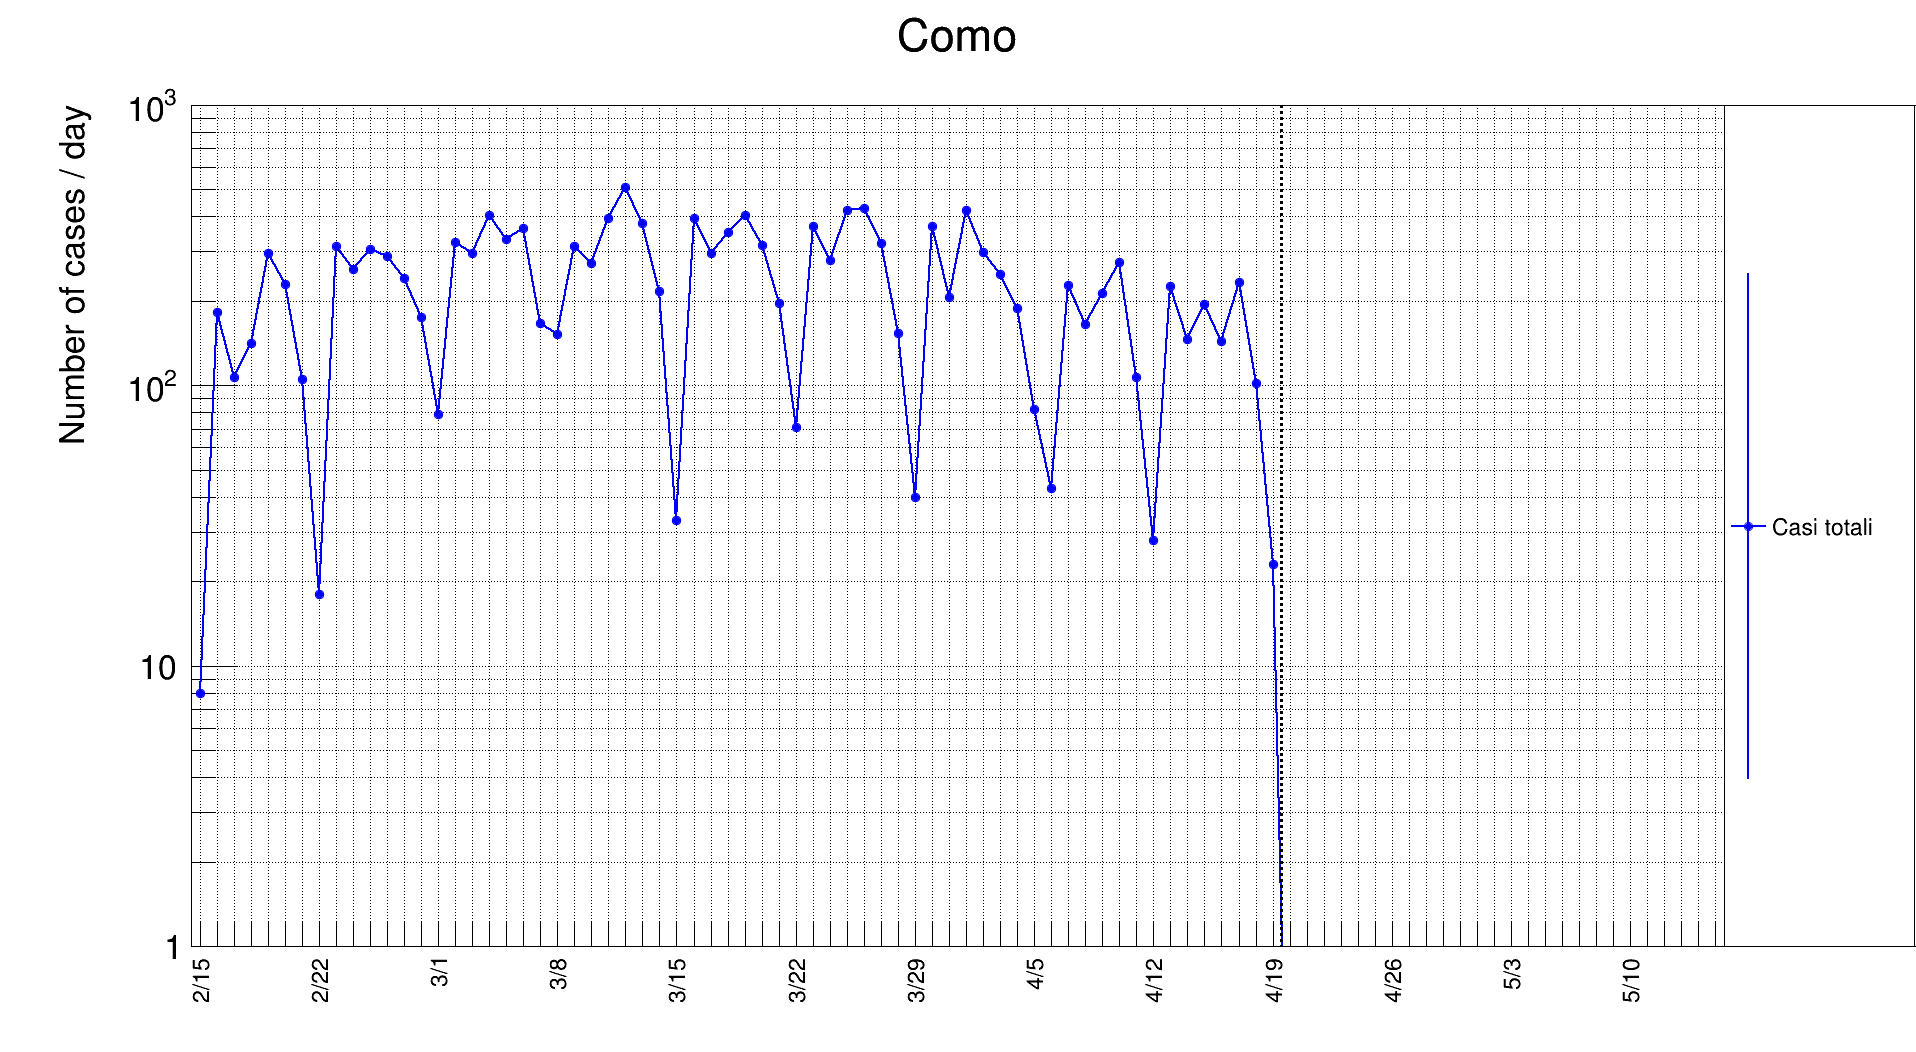 Como
Number of cases / day
10³
10²
10
1
2/15 2/22 3/1 3/8 3/15 3/22 3/29 4/5 4/12 4/19 4/26 5/3 5/10
Casi totali